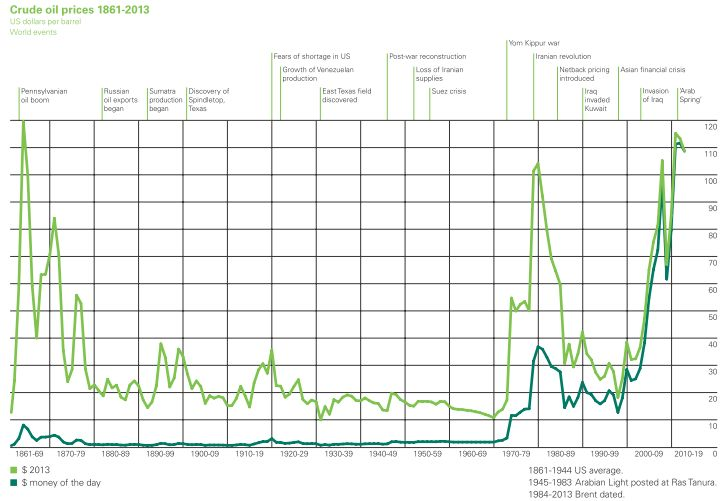 Crude oil prices 1861-2013
US dollars per barrel
World events
Yom Kippur war
Fears of shortage in US
Post-war reconstruction
Iranian revolution
Growth of Venezuelan
production
Loss of Iranian
supplies
Netback pricing
introduced
Asian financial crisis
Pennsylvanian
oil boom
Russian
oil exports
began
Sumatra
production
began
Discovery of
Spindletop,
Texas
East Texas field
discovered
Suez crisis
Iraq
invaded
Kuwait
Invasion
of Iraq
'Arab
Spring'
120
110
100
90
80
70
60
50
40
30
20
10
0
1861-69 1870-79 1880-89 1890-99 1900-09 1910-19 1920-29 1930-39 1940-49 1950-59 1960-69 1970-79 1980-89 1990-99 2000-09 2010-19
$ 2013
$ money of the day
1861-1944 US average.
1945-1983 Arabian Light posted at Ras Tanura.
1984-2013 Brent dated.